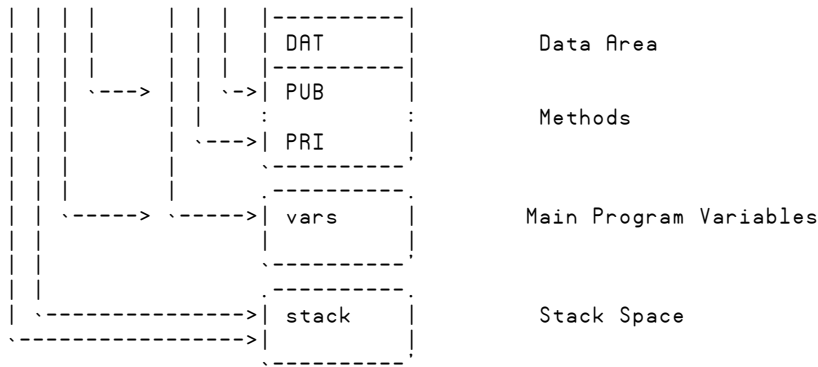 DAT Data Area
PUB
Methods
PRI
vars Main Program Variables
stack Stack Space